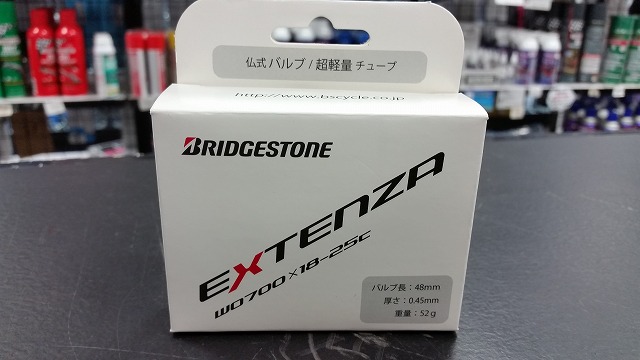 仏式 バルブ / 超軽量 チューブ
http://www.bscycle.co.jp
BRIDGESTONE
EXTENZA
WO700×18-25C
バルブ長：48mm
厚さ：0.45mm
重量：52g